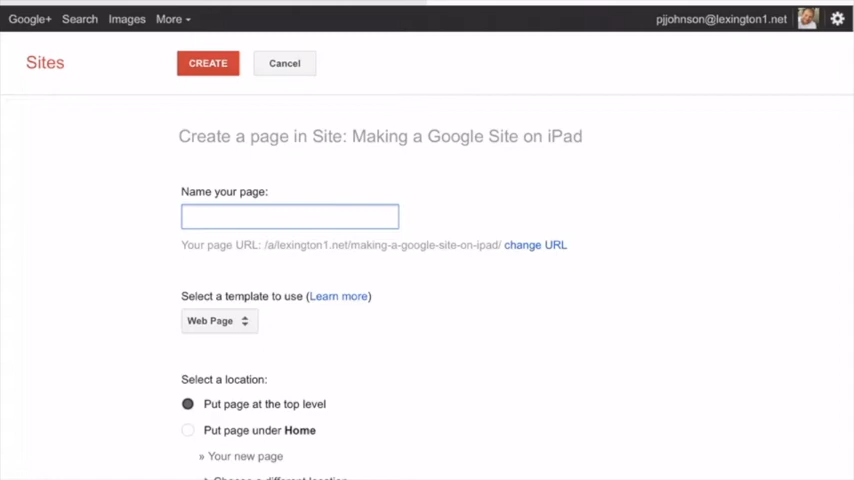 Google+ Search Images More pjjohnson@lexington1.net
Sites CREATE Cancel
Create a page in Site: Making a Google Site on iPad
Name your page:
Your page URL: /a/lexington1.net/making-a-google-site-on-ipad/ change URL
Select a template to use (Learn more)
Web Page
Select a location:
Put page at the top level
Put page under Home
» Your new page
Choose a different location